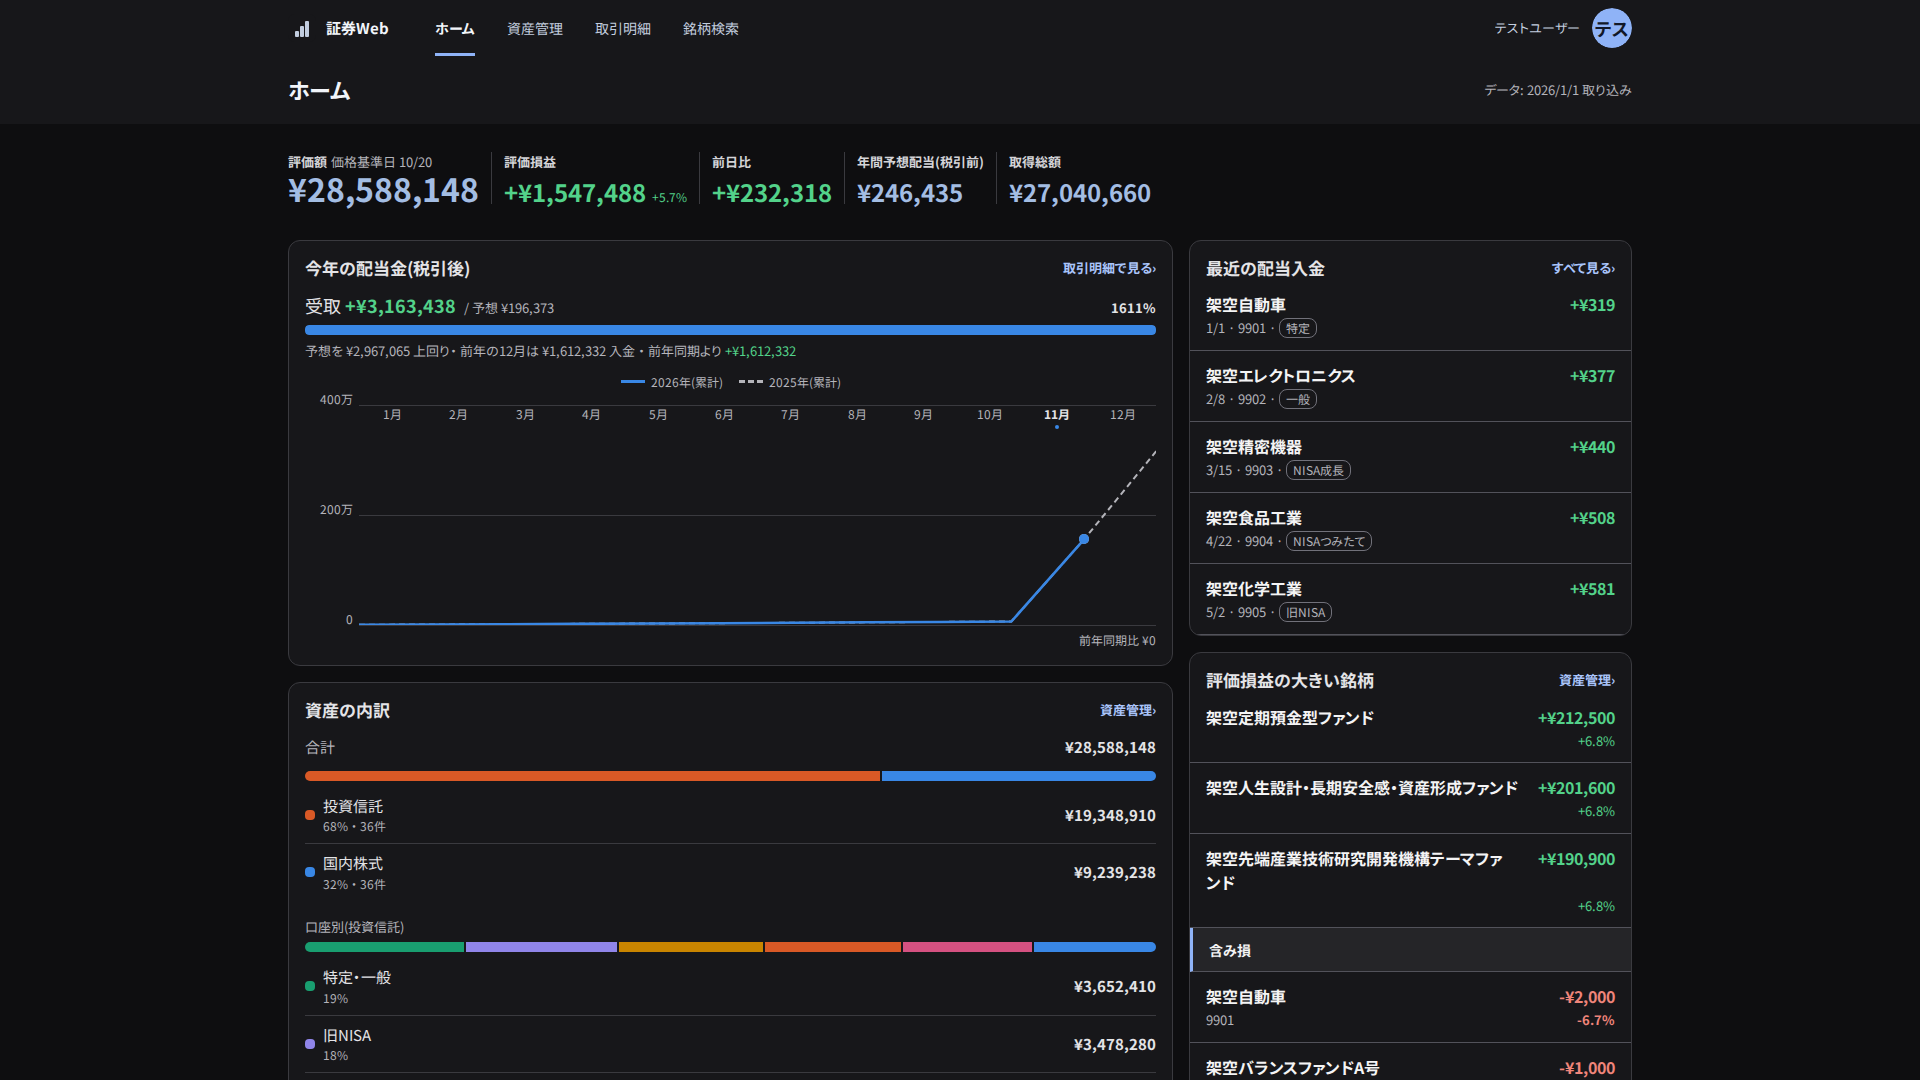 証券Web
ホーム 資産管理 取引明細 銘柄検索
テストユーザー テス
ホーム
データ: 2026/1/1 取り込み
評価額 価格基準日 10/20
¥28,588,148
評価損益
+¥1,547,488 +5.7%
前日比
+¥232,318
年間予想配当(税引前)
¥246,435
取得総額
¥27,040,660
今年の配当金(税引後)
取引明細で見る›
受取 +¥3,163,438 / 予想 ¥196,373
1611%
予想を ¥2,967,065 上回り・ 前年の12月は ¥1,612,332 入金・ 前年同期より +¥1,612,332
2026年(累計) 2025年(累計)
400万
1月 2月 3月 4月 5月 6月 7月 8月 9月 10月 11月 12月
200万
0
前年同期比 ¥0
資産の内訳
資産管理›
合計
¥28,588,148
投資信託
68%・36件
¥19,348,910
国内株式
32%・36件
¥9,239,238
口座別(投資信託)
特定・一般
19%
¥3,652,410
旧NISA
18%
¥3,478,280
最近の配当入金
すべて見る›
架空自動車
+¥319
1/1・9901・ 特定
架空エレクトロニクス
+¥377
2/8・9902・ 一般
架空精密機器
+¥440
3/15・9903・ NISA成長
架空食品工業
+¥508
4/22・9904・ NISAつみたて
架空化学工業
+¥581
5/2・9905・ 旧NISA
評価損益の大きい銘柄
資産管理›
架空定期預金型ファンド
+¥212,500
+6.8%
架空人生設計・長期安全感・資産形成ファンド
+¥201,600
+6.8%
架空先端産業技術研究開発機構テーマファ
ンド
+¥190,900
+6.8%
含み損
架空自動車
-¥2,000
9901
-6.7%
架空バランスファンドA号
-¥1,000